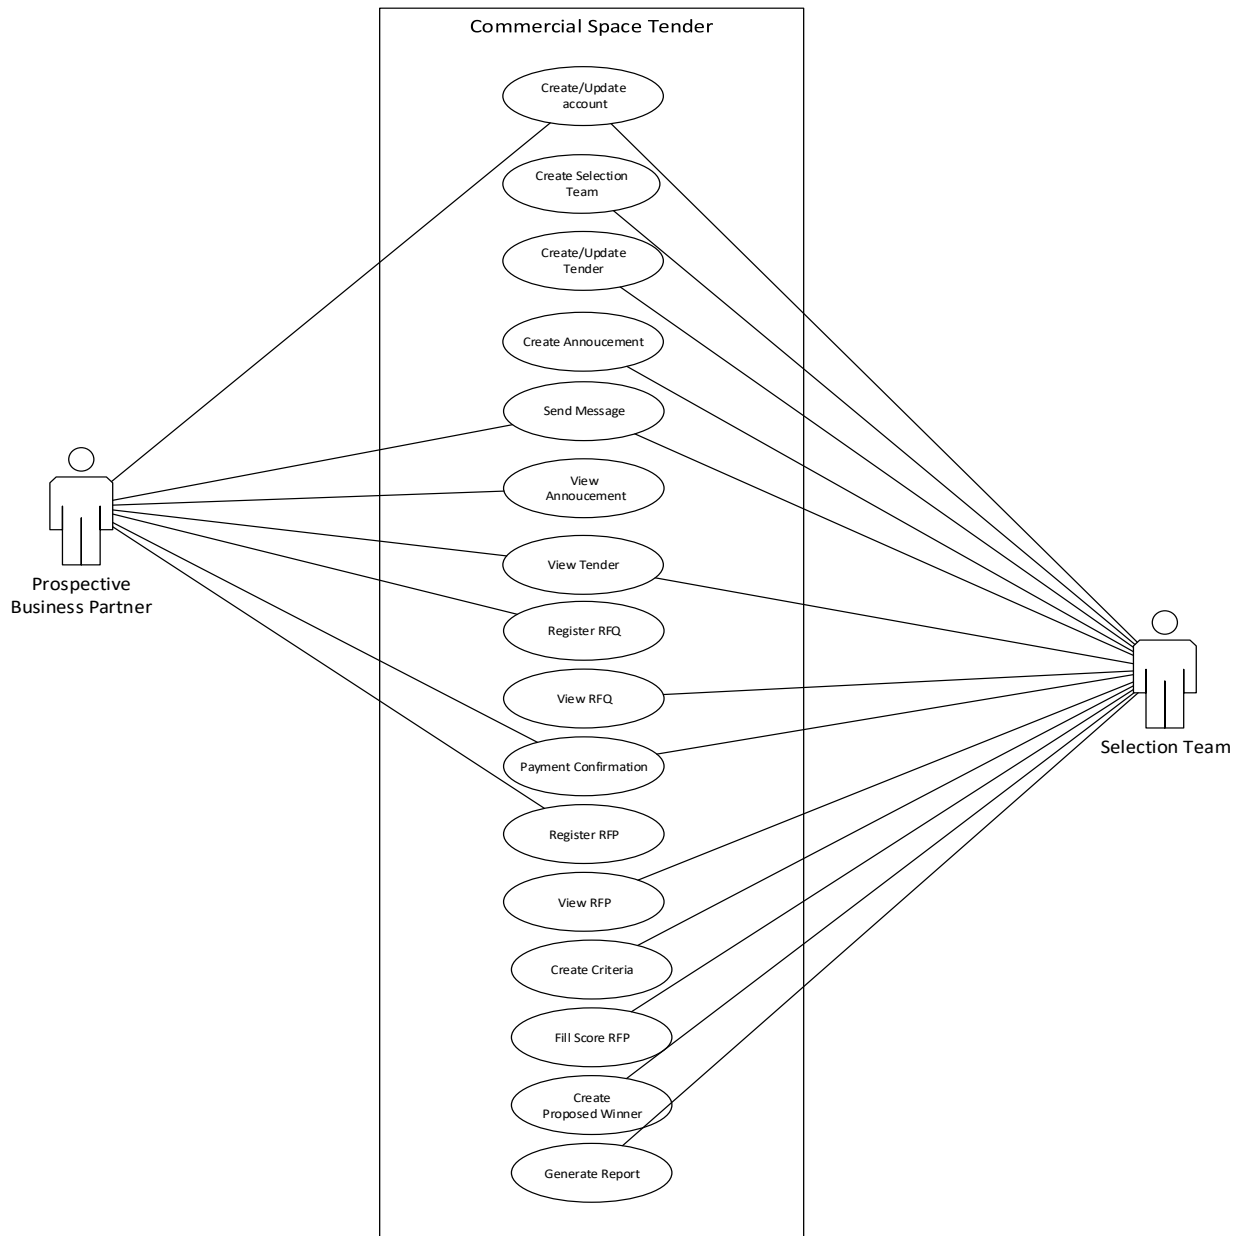 Commercial Space Tender
Create/Update
account
Create Selection
Team
Create/Update
Tender
Create Annoucement
Send Message
View
Annoucement
View Tender
Register RFQ
View RFQ
Payment Confirmation
Register RFP
View RFP
Create Criteria
Fill Score RFP
Create
Proposed Winner
Generate Report
Prospective
Business Partner
Selection Team